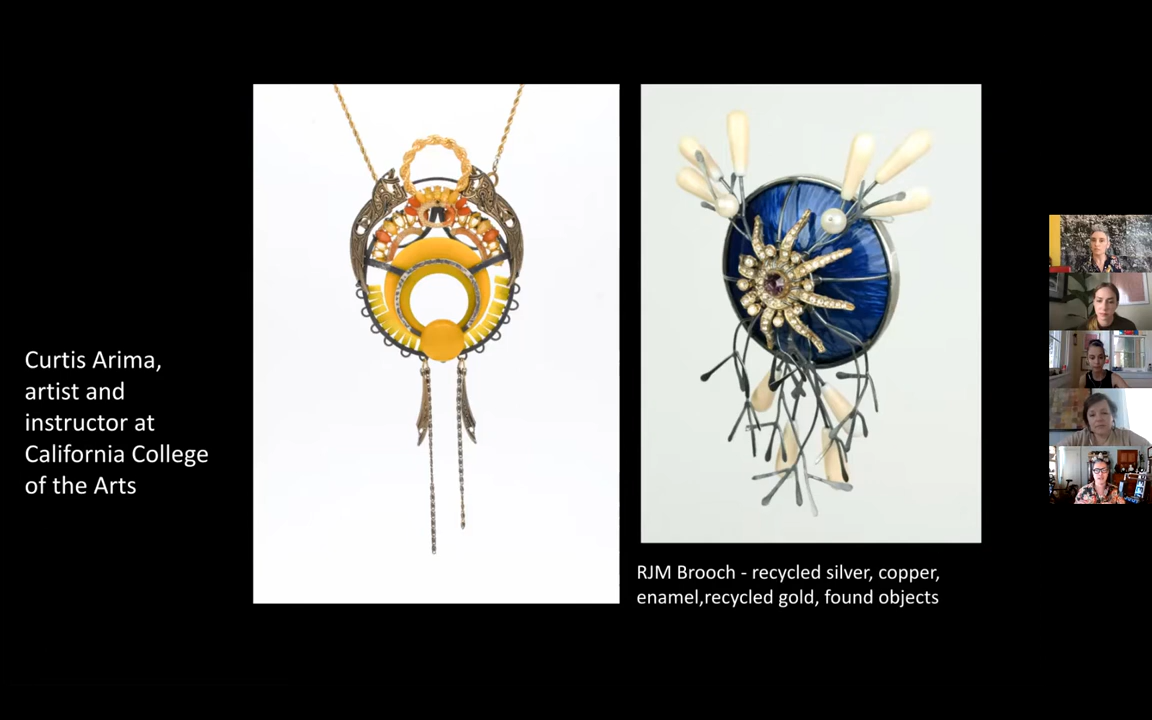 Curtis Arima,
artist and
instructor at
California College
of the Arts
RJM Brooch - recycled silver, copper,
enamel,recycled gold, found objects